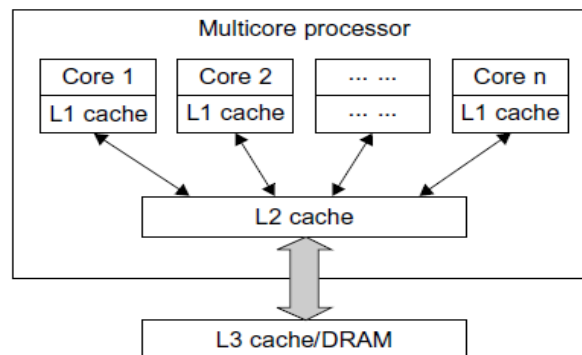 Multicore processor
Core 1
Core 2
... ...
Core n
L1 cache
L1 cache
... ...
L1 cache
L2 cache
L3 cache/DRAM